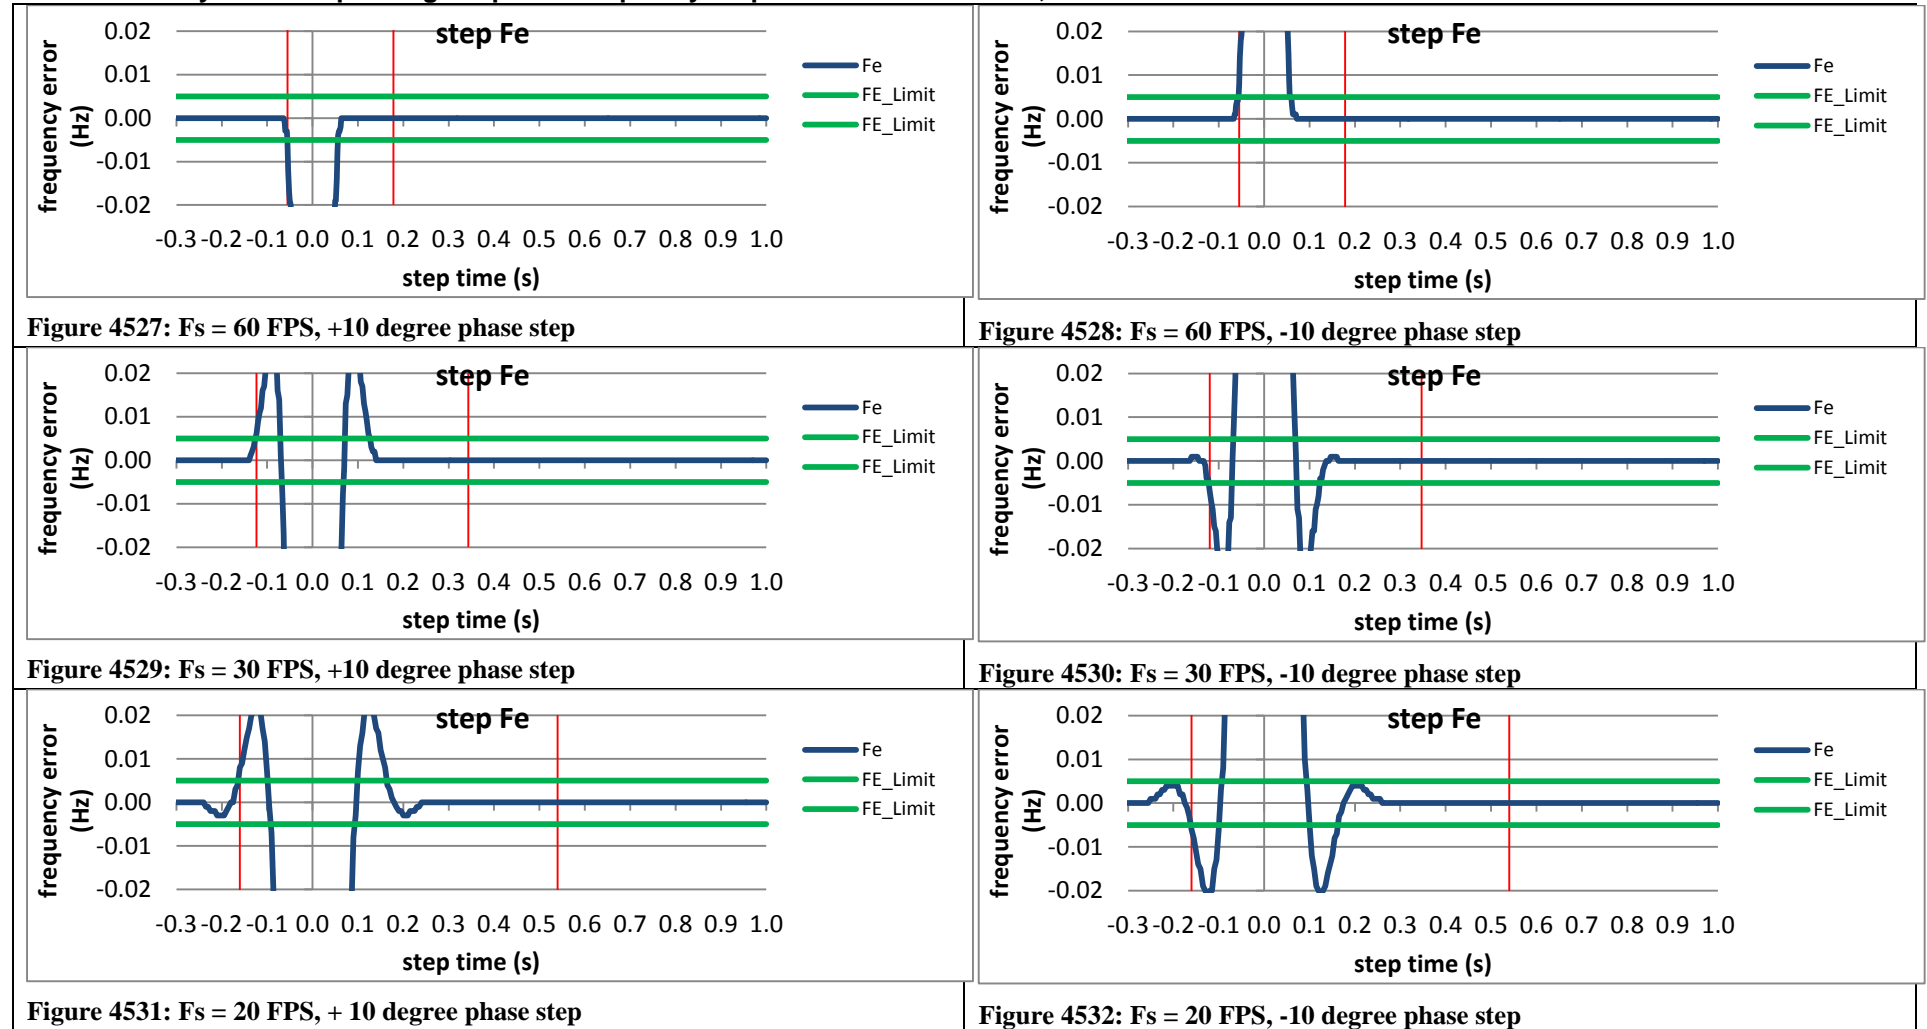 step Fe
0.02
0.01
0.00
-0.01
-0.02
frequency error
(Hz)
-0.3 -0.2 -0.1 0.0 0.1 0.2 0.3 0.4 0.5 0.6 0.7 0.8 0.9 1.0
step time (s)
Fe
FE_Limit
FE_Limit
Figure 4527: Fs = 60 FPS, +10 degree phase step
step Fe
0.02
0.01
0.00
-0.01
-0.02
frequency error
(Hz)
-0.3 -0.2 -0.1 0.0 0.1 0.2 0.3 0.4 0.5 0.6 0.7 0.8 0.9 1.0
step time (s)
Fe
FE_Limit
FE_Limit
Figure 4528: Fs = 60 FPS, -10 degree phase step
step Fe
0.02
0.01
0.00
-0.01
-0.02
frequency error
(Hz)
-0.3 -0.2 -0.1 0.0 0.1 0.2 0.3 0.4 0.5 0.6 0.7 0.8 0.9 1.0
step time (s)
Fe
FE_Limit
FE_Limit
Figure 4529: Fs = 30 FPS, +10 degree phase step
step Fe
0.02
0.01
0.00
-0.01
-0.02
frequency error
(Hz)
-0.3 -0.2 -0.1 0.0 0.1 0.2 0.3 0.4 0.5 0.6 0.7 0.8 0.9 1.0
step time (s)
Fe
FE_Limit
FE_Limit
Figure 4530: Fs = 30 FPS, -10 degree phase step
step Fe
0.02
0.01
0.00
-0.01
-0.02
frequency error
(Hz)
-0.3 -0.2 -0.1 0.0 0.1 0.2 0.3 0.4 0.5 0.6 0.7 0.8 0.9 1.0
step time (s)
Fe
FE_Limit
FE_Limit
Figure 4531: Fs = 20 FPS, + 10 degree phase step
step Fe
0.02
0.01
0.00
-0.01
-0.02
frequency error
(Hz)
-0.3 -0.2 -0.1 0.0 0.1 0.2 0.3 0.4 0.5 0.6 0.7 0.8 0.9 1.0
step time (s)
Fe
FE_Limit
FE_Limit
Figure 4532: Fs = 20 FPS, -10 degree phase step